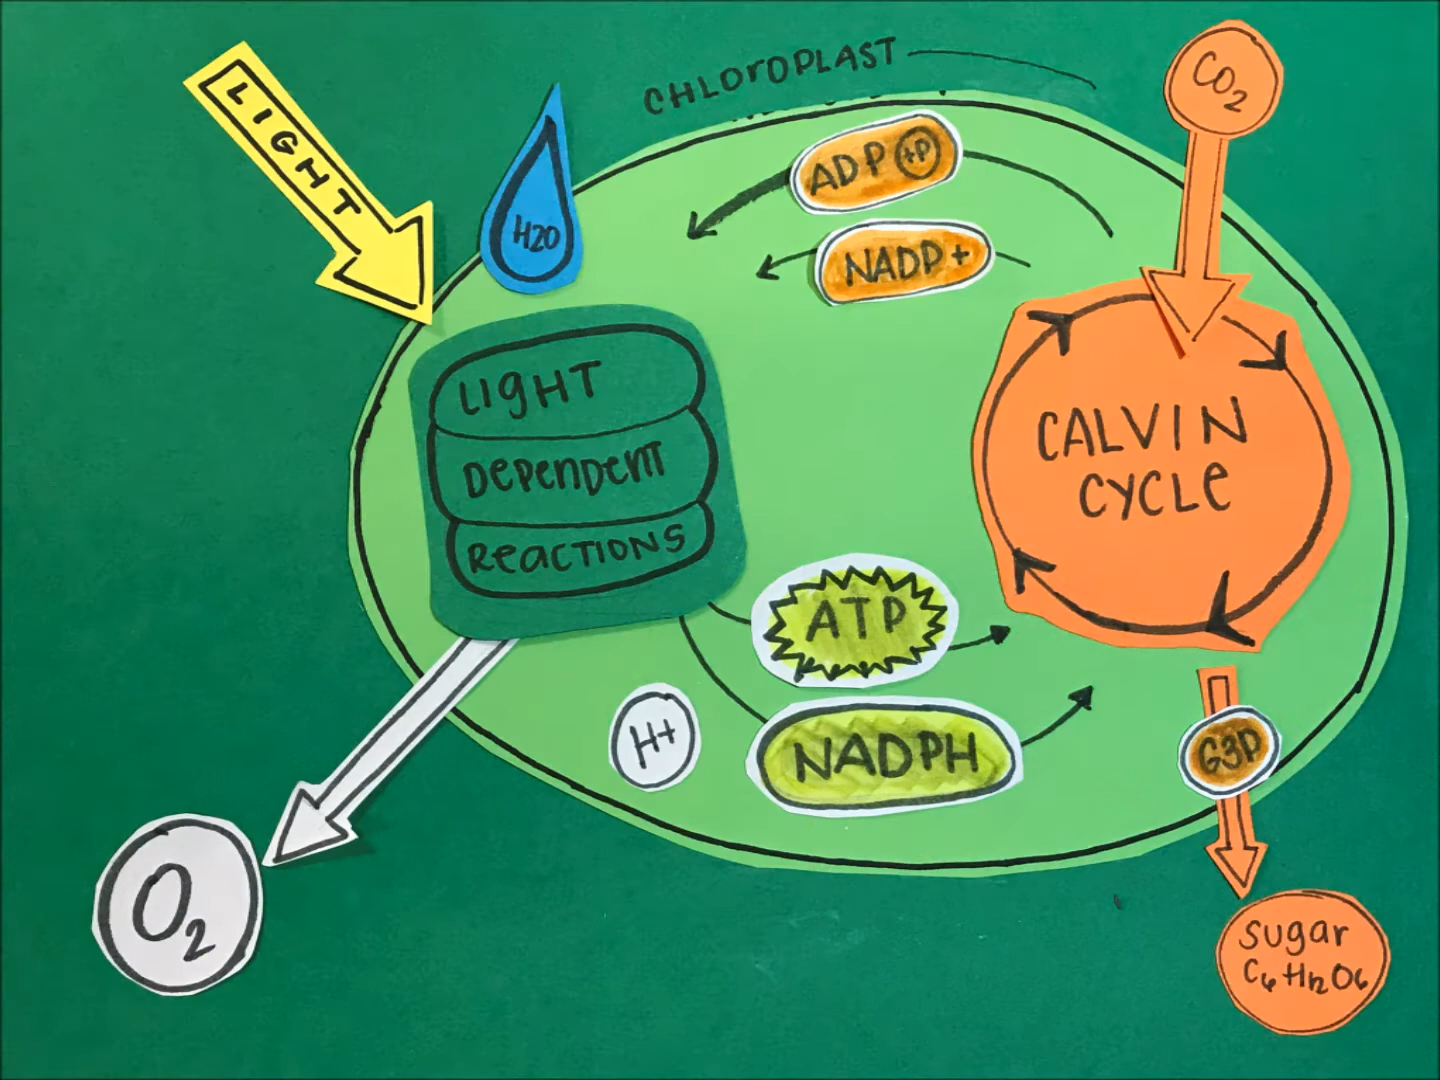 LIGHT
CHLOROPLAST
CO2
H2O
ADP +P
NADP+
LIGHT
DEPENDENT
REACTIONS
CALVIN
CYCLE
ATP
H+
NADPH
G3P
O2
Sugar
C6H12O6